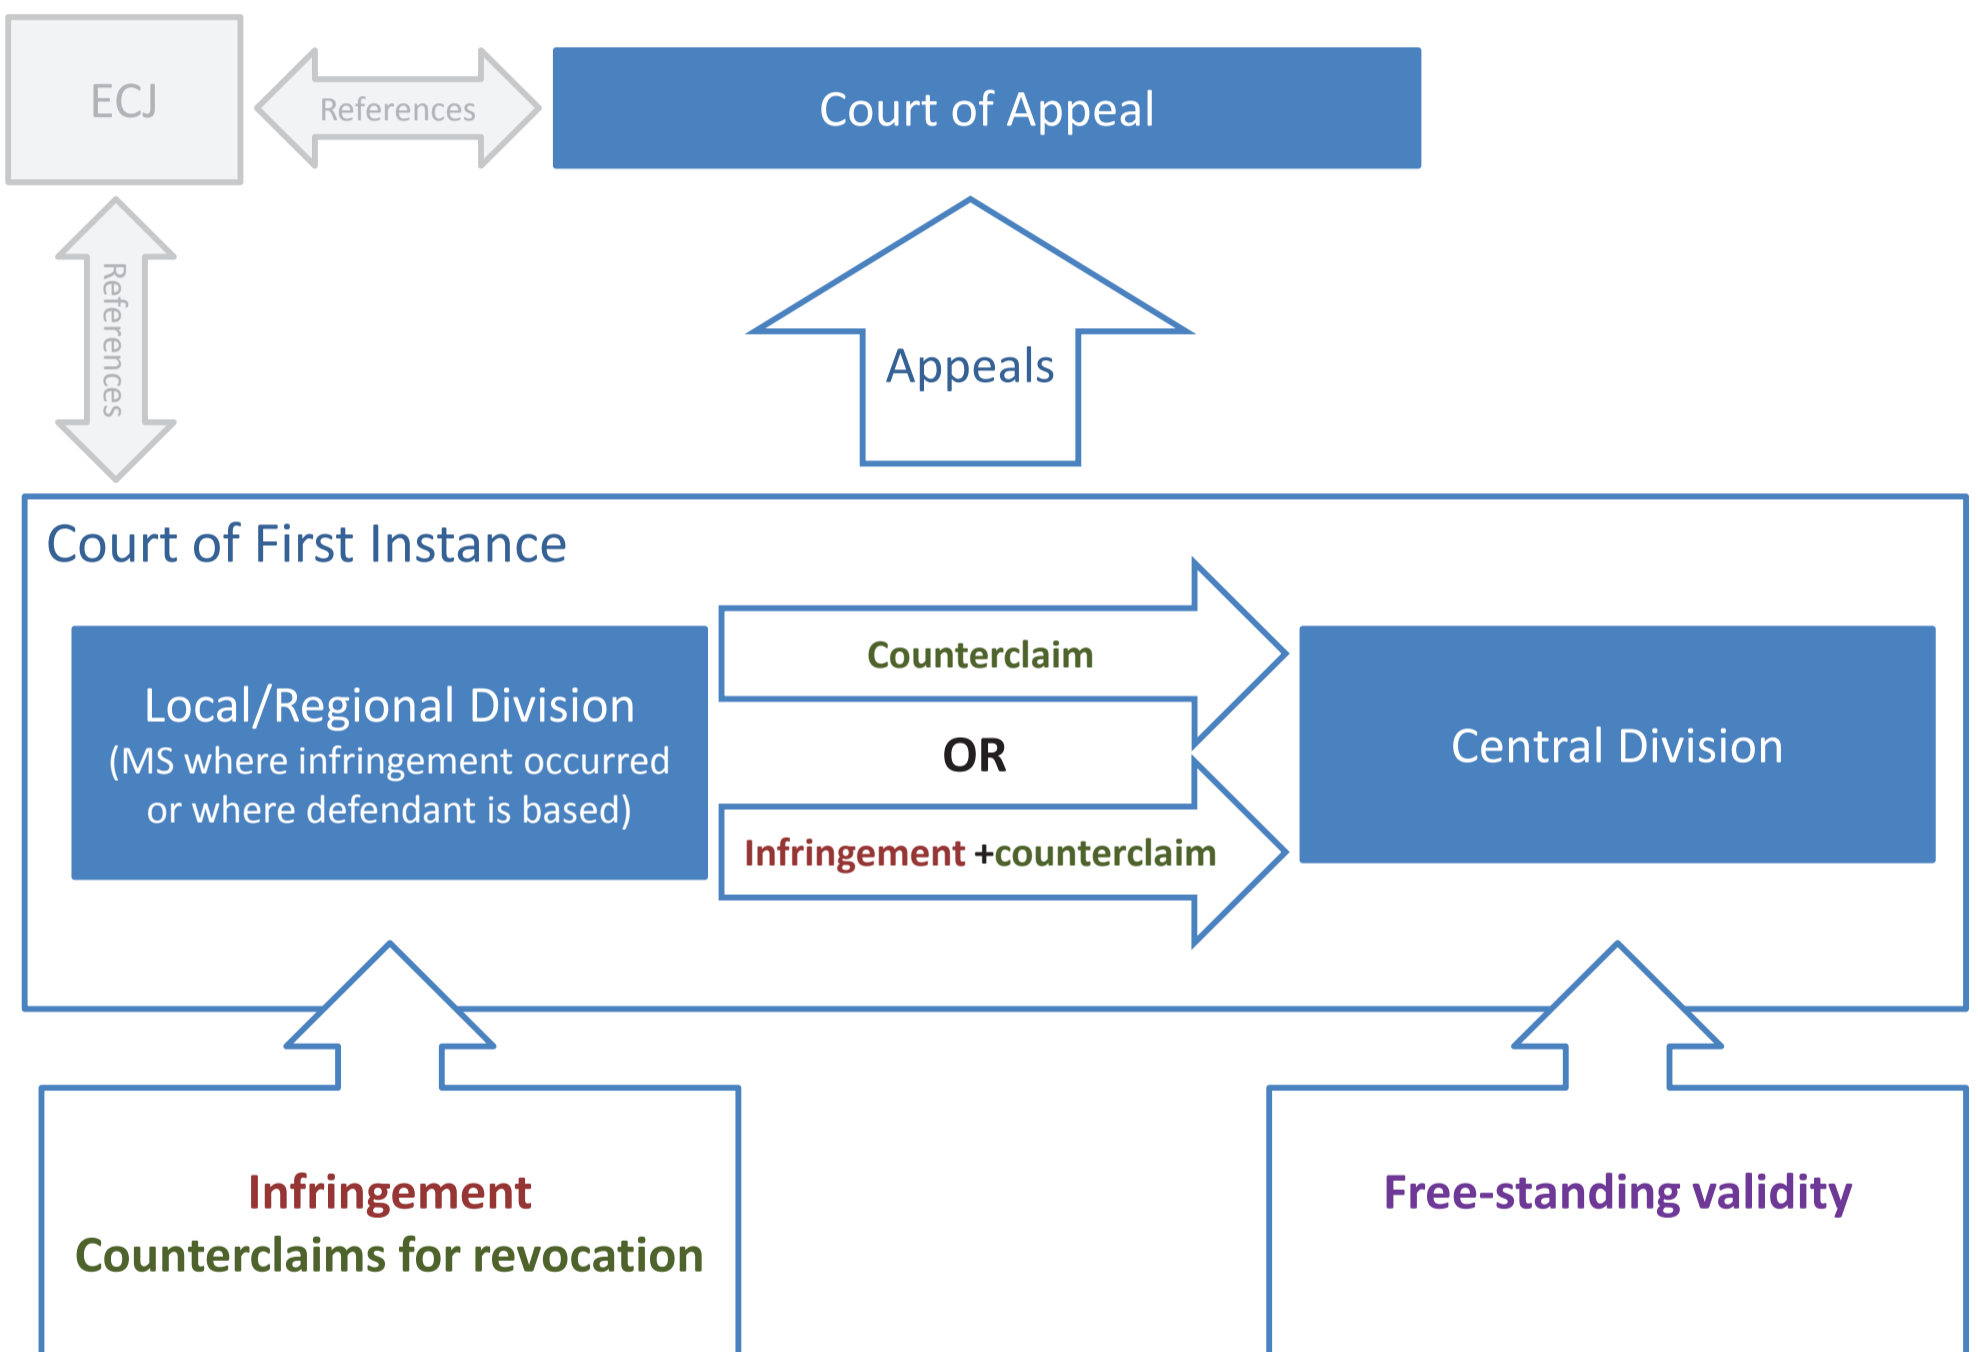 ECJ
References
Court of Appeal
References
Appeals
Court of First Instance
Local/Regional Division
(MS where infringement occurred
or where defendant is based)
Counterclaim
OR
Infringement +counterclaim
Central Division
Infringement
Counterclaims for revocation
Free-standing validity